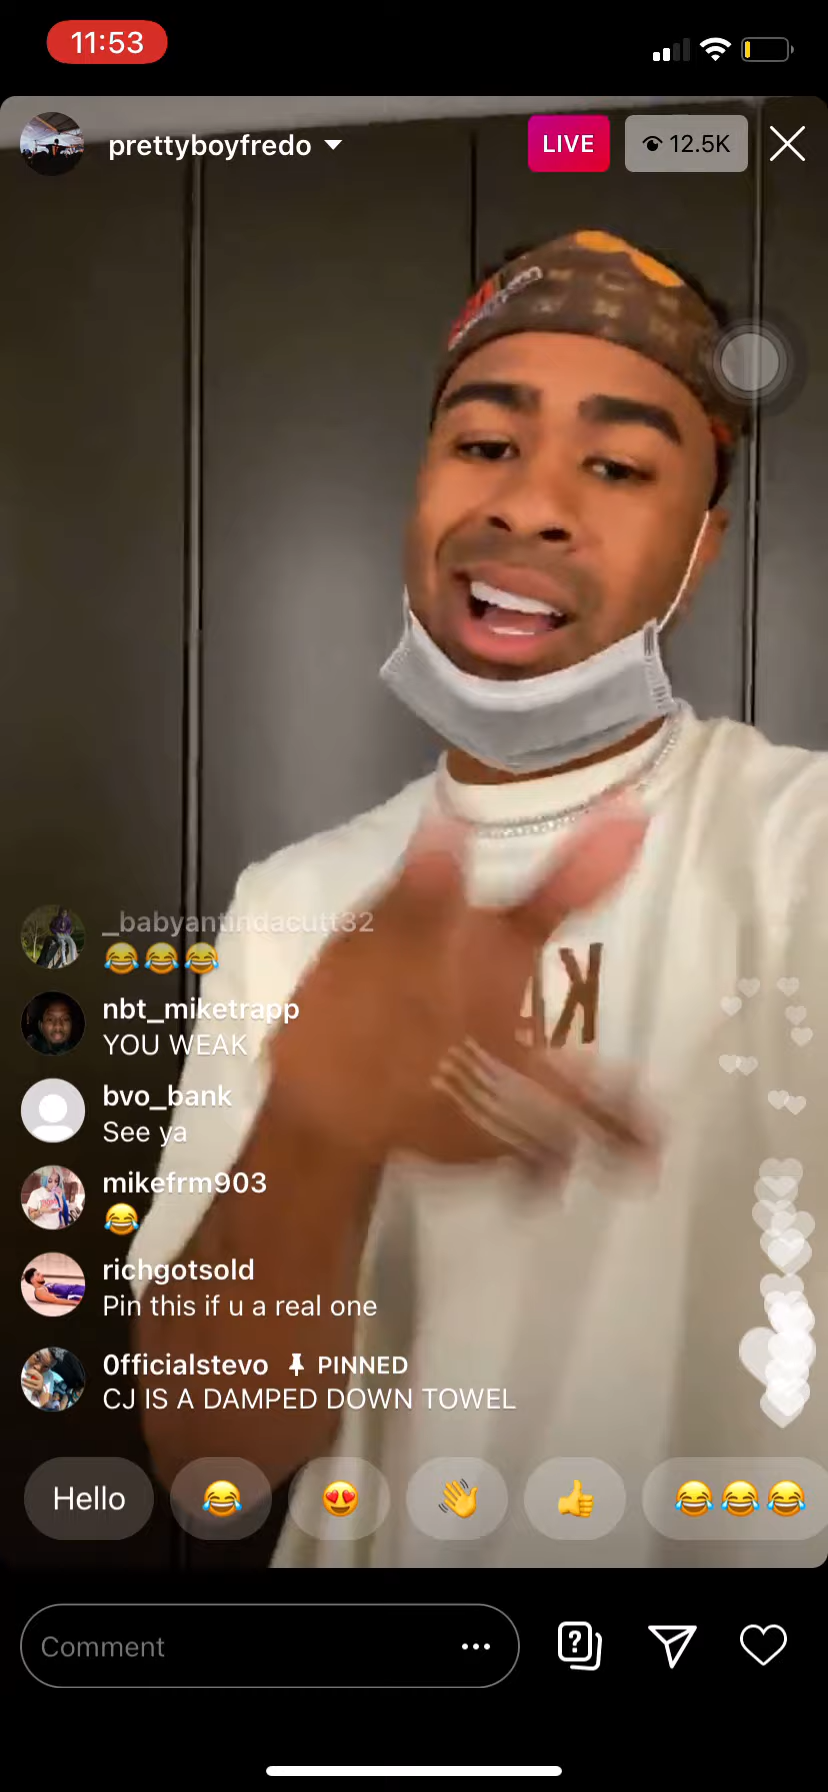 11:53
prettyboyfredo
LIVE
12.5K
_babyantindacutt32
😂😂😂
nbt_miketrapp
YOU WEAK
bvo_bank
See ya
mikefrm903
😂
richgotsold
Pin this if u a real one
0fficialstevo PINNED
CJ IS A DAMPED DOWN TOWEL
Hello 😂 😍 👋 👍 😂😂😂
Comment